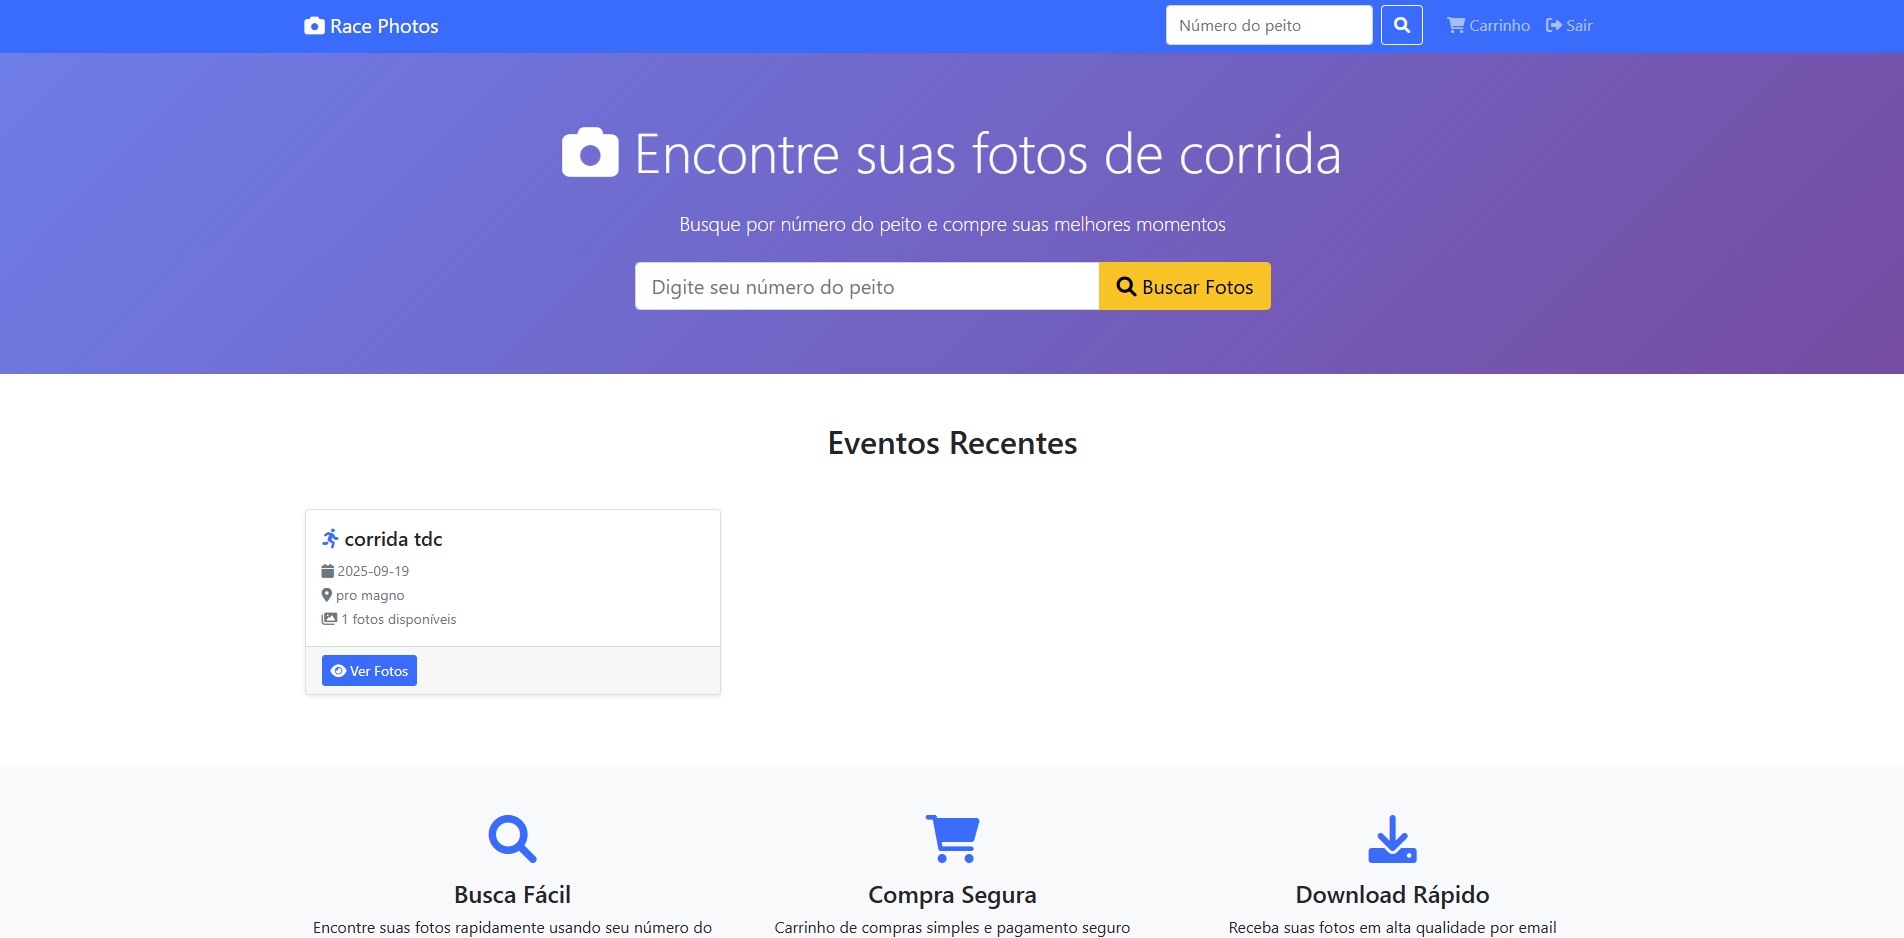 Race Photos
Número do peito
Carrinho
Sair
Encontre suas fotos de corrida
Busque por número do peito e compre suas melhores momentos
Digite seu número do peito
Buscar Fotos
Eventos Recentes
corrida tdc
2025-09-19
pro magno
1 fotos disponíveis
Ver Fotos
Busca Fácil
Encontre suas fotos rapidamente usando seu número do
Compra Segura
Carrinho de compras simples e pagamento seguro
Download Rápido
Receba suas fotos em alta qualidade por email